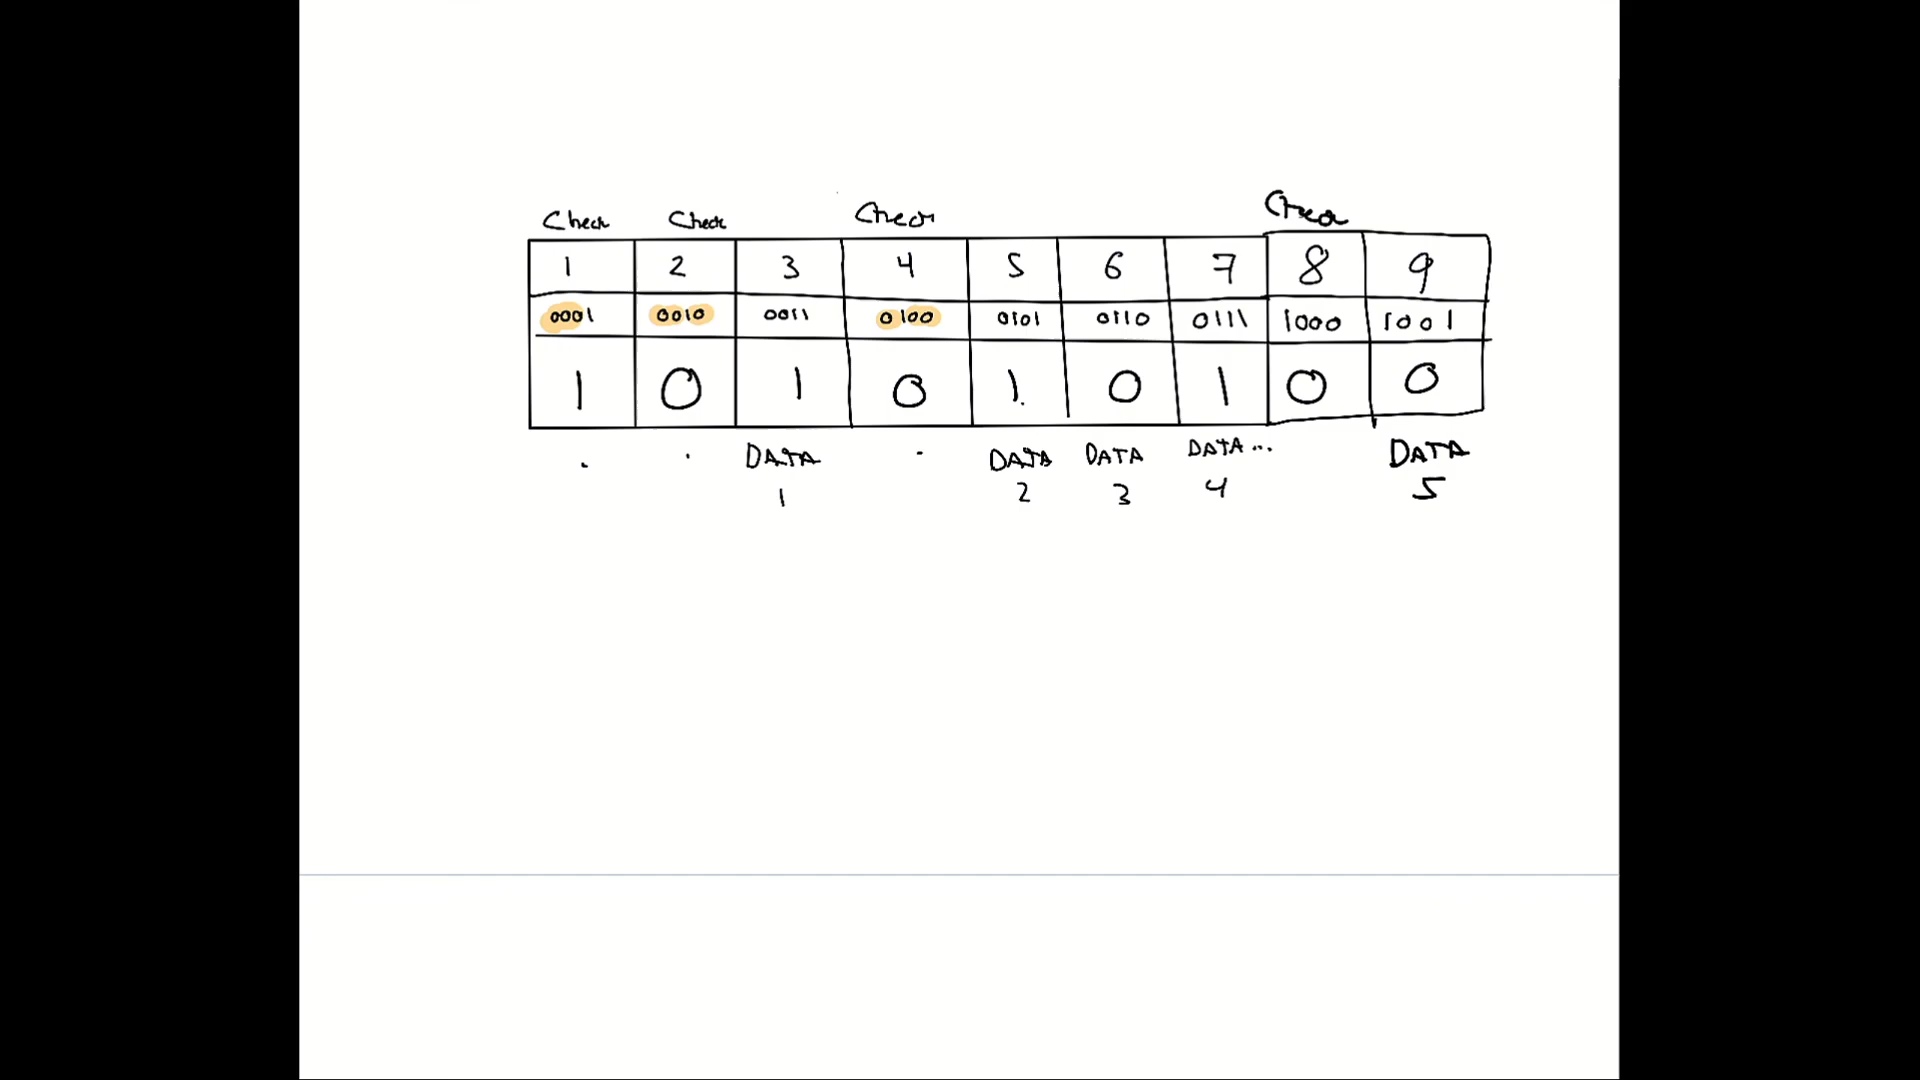 Check Check Check Check
1 2 3 4 5 6 7 8 9
0001 0010 0011 0100 0101 0110 0111 1000 1001
1 0 1 0 1. 0 1 0 0
. . DATA . DATA DATA DATA... DATA
1 2 3 4 5